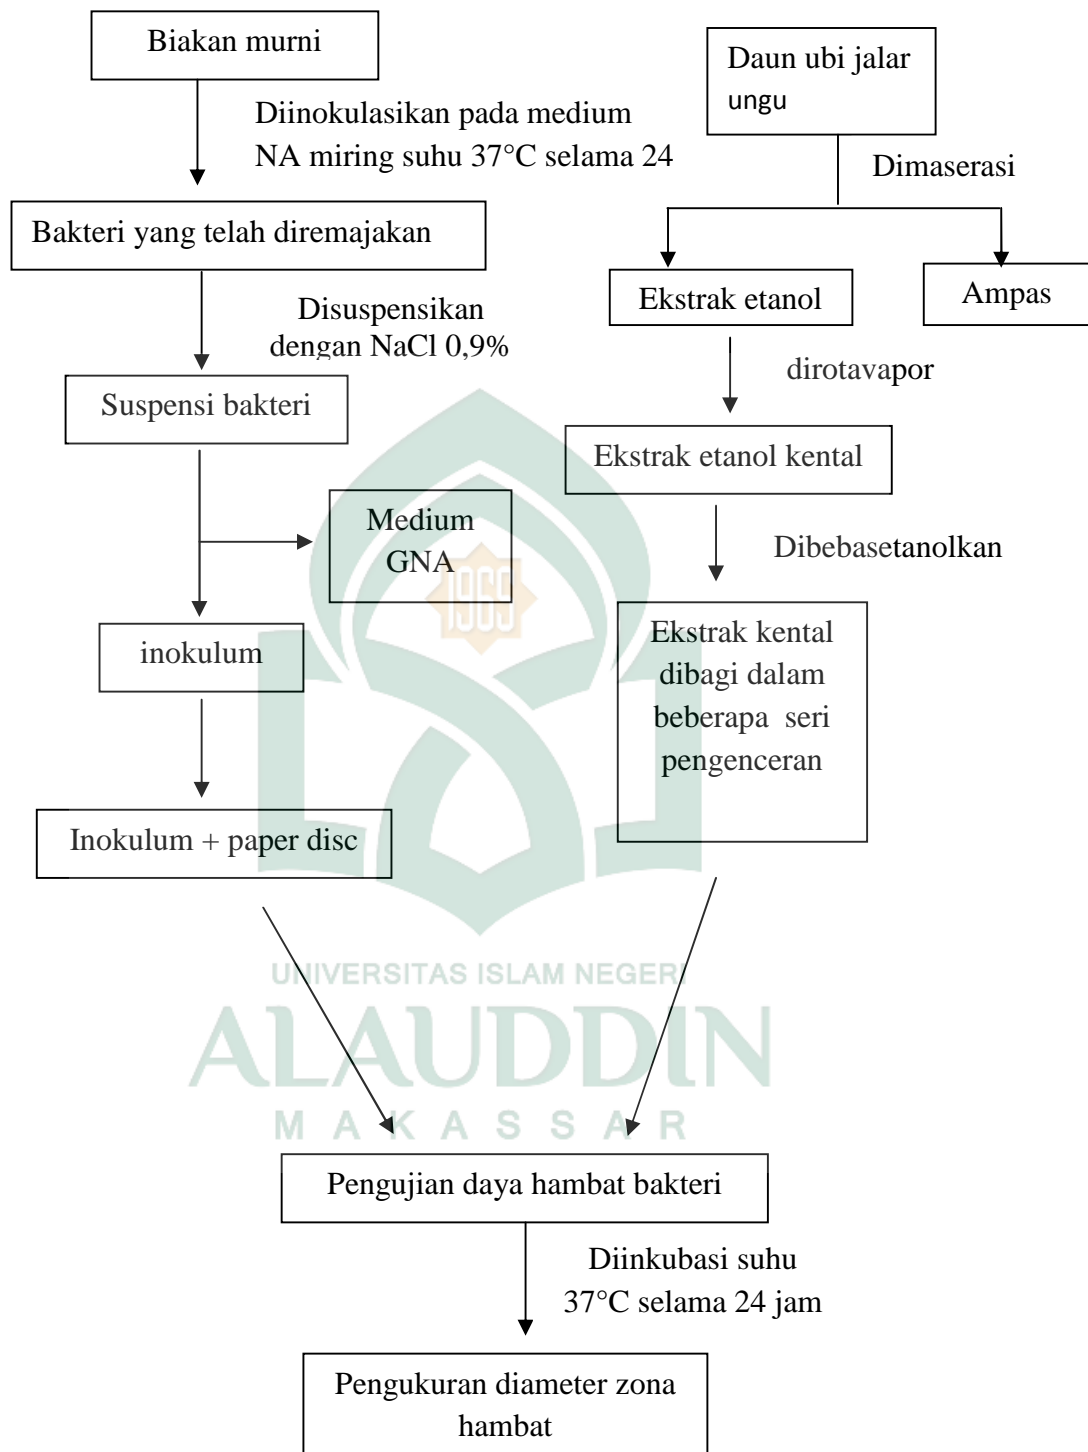 Biakan murni
Diinokulasikan pada medium
NA miring suhu 37°C selama 24
Bakteri yang telah diremajakan
Disuspensikan
dengan NaCl 0,9%
Suspensi bakteri
Medium
GNA
inokulum
Inokulum + paper disc
Daun ubi jalar
ungu
Dimaserasi
Ekstrak etanol
Ampas
dirotavapor
Ekstrak etanol kental
Dibebasetanolkan
Ekstrak kental
dibagi dalam
beberapa seri
pengenceran
1965
UNIVERSITAS ISLAM NEGERI
ALAUDDIN
MAKASSAR
Pengujian daya hambat bakteri
Diinkubasi suhu
37°C selama 24 jam
Pengukuran diameter zona
hambat